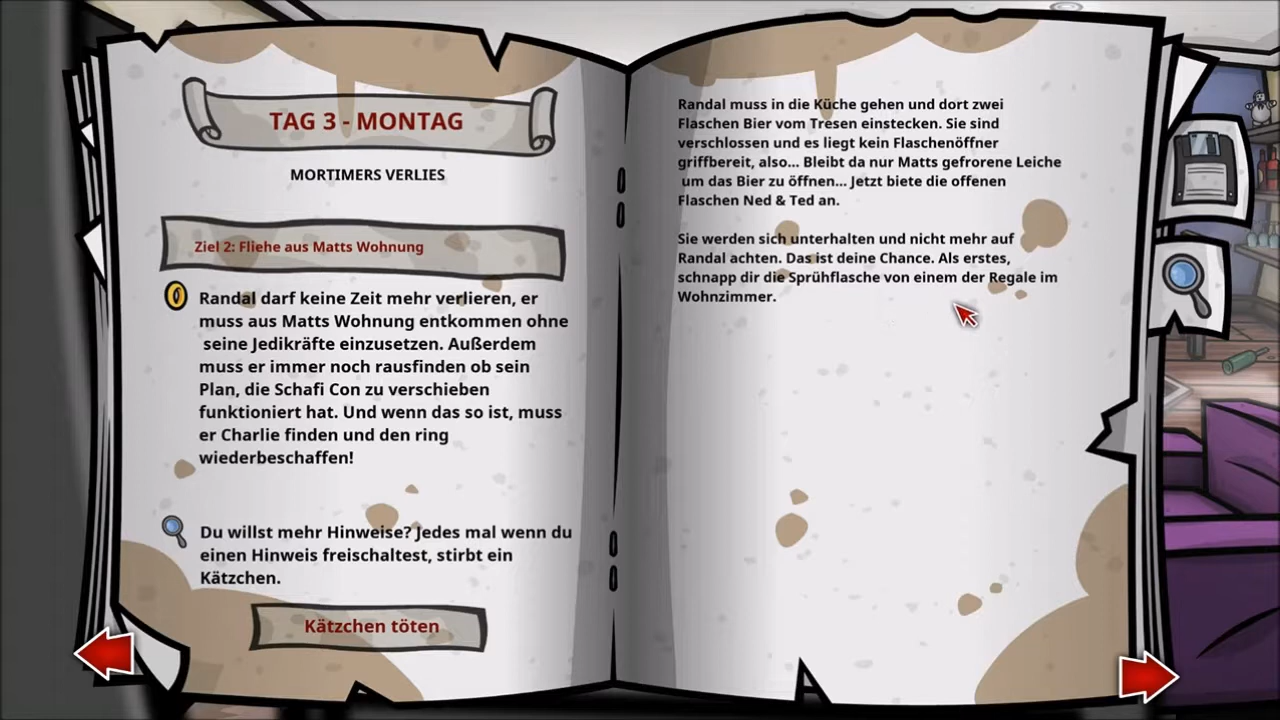 TAG 3 - MONTAG
MORTIMERS VERLIES
Ziel 2: Fliehe aus Matts Wohnung
Randal darf keine Zeit mehr verlieren, er
muss aus Matts Wohnung entkommen ohne
seine Jedikräfte einzusetzen. Außerdem
muss er immer noch rausfinden ob sein
Plan, die Schafi Con zu verschieben
funktioniert hat. Und wenn das so ist, muss
er Charlie finden und den ring
wiederbeschaffen!
Du willst mehr Hinweise? Jedes mal wenn du
einen Hinweis freischaltest, stirbt ein
Kätzchen.
Kätzchen töten
Randal muss in die Küche gehen und dort zwei
Flaschen Bier vom Tresen einstecken. Sie sind
verschlossen und es liegt kein Flaschenöffner
griffbereit, also... Bleibt da nur Matts gefrorene Leiche
um das Bier zu öffnen... Jetzt biete die offenen
Flaschen Ned & Ted an.
Sie werden sich unterhalten und nicht mehr auf
Randal achten. Das ist deine Chance. Als erstes,
schnapp dir die Sprühflasche von einem der Regale im
Wohnzimmer.